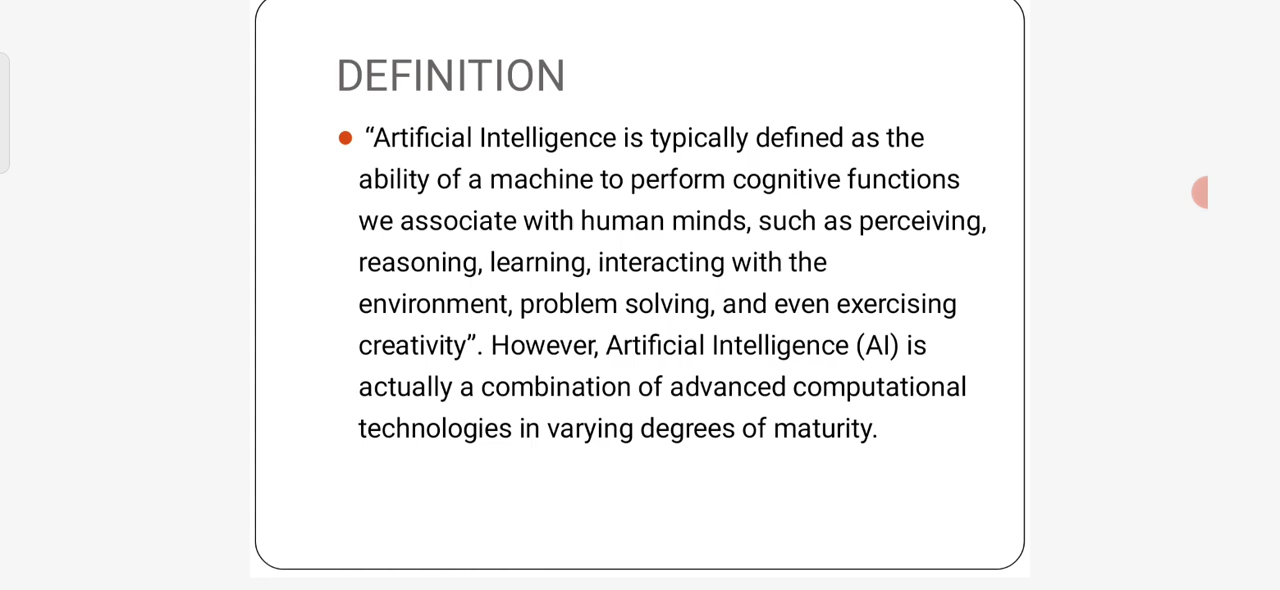 DEFINITION
● “Artificial Intelligence is typically defined as the
ability of a machine to perform cognitive functions
we associate with human minds, such as perceiving,
reasoning, learning, interacting with the
environment, problem solving, and even exercising
creativity”. However, Artificial Intelligence (AI) is
actually a combination of advanced computational
technologies in varying degrees of maturity.